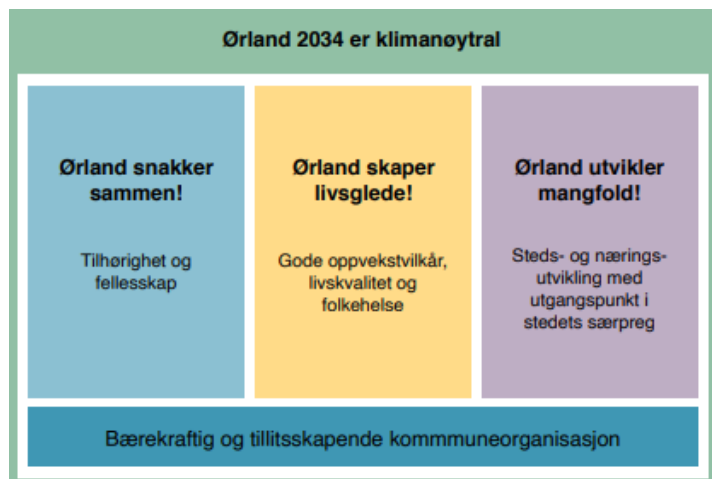 Ørland 2034 er klimanøytral
Ørland snakker
sammen!
Tilhørighet og
fellesskap
Ørland skaper
livsglede!
Gode oppvekstvilkår,
livskvalitet og
folkehelse
Ørland utvikler
mangfold!
Steds- og nærings-
utvikling med
utgangspunkt i
stedets særpreg
Bærekraftig og tillitsskapende kommmuneorganisasjon